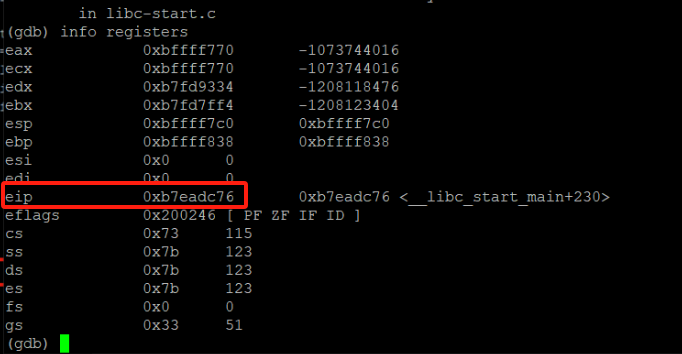 in libc-start.c
(gdb) info registers
eax 0xbffff770 -1073744016
ecx 0xbffff770 -1073744016
edx 0xb7fd9334 -1208118476
ebx 0xb7fd7ff4 -1208123404
esp 0xbffff7c0 0xbffff7c0
ebp 0xbffff838 0xbffff838
esi 0x0 0
edi 0x0 0
eip 0xb7eadc76 0xb7eadc76 <__libc_start_main+230>
eflags 0x200246 [ PF ZF IF ID ]
cs 0x73 115
ss 0x7b 123
ds 0x7b 123
es 0x7b 123
fs 0x0 0
gs 0x33 51
(gdb)